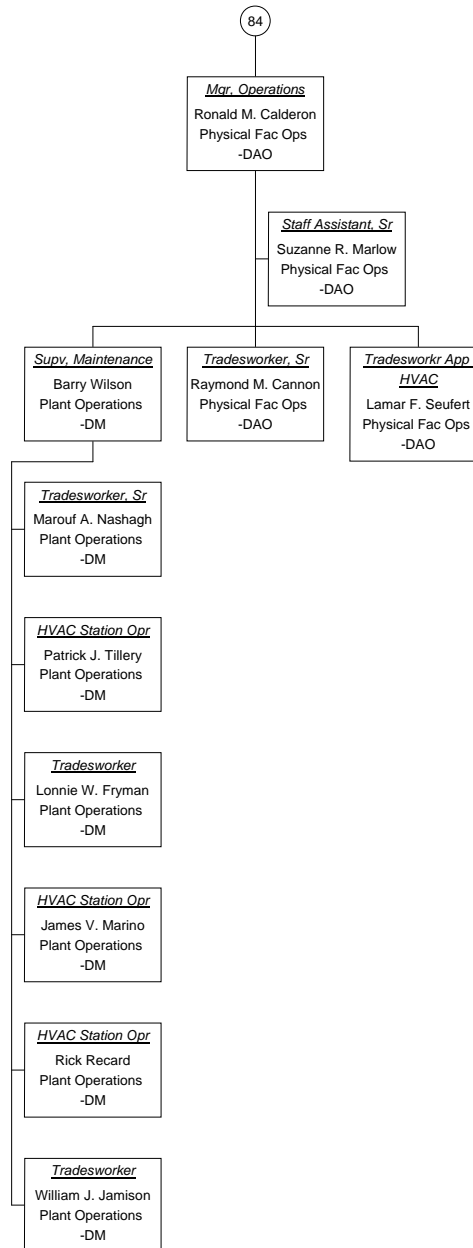 84
Mgr, Operations
Ronald M. Calderon
Physical Fac Ops
-DAO
Staff Assistant, Sr
Suzanne R. Marlow
Physical Fac Ops
-DAO
Supv, Maintenance
Barry Wilson
Plant Operations
-DM
Tradesworker, Sr
Raymond M. Cannon
Physical Fac Ops
-DAO
Tradesworkr App
HVAC
Lamar F. Seufert
Physical Fac Ops
-DAO
Tradesworker, Sr
Marouf A. Nashagh
Plant Operations
-DM
HVAC Station Opr
Patrick J. Tillery
Plant Operations
-DM
Tradesworker
Lonnie W. Fryman
Plant Operations
-DM
HVAC Station Opr
James V. Marino
Plant Operations
-DM
HVAC Station Opr
Rick Recard
Plant Operations
-DM
Tradesworker
William J. Jamison
Plant Operations
-DM